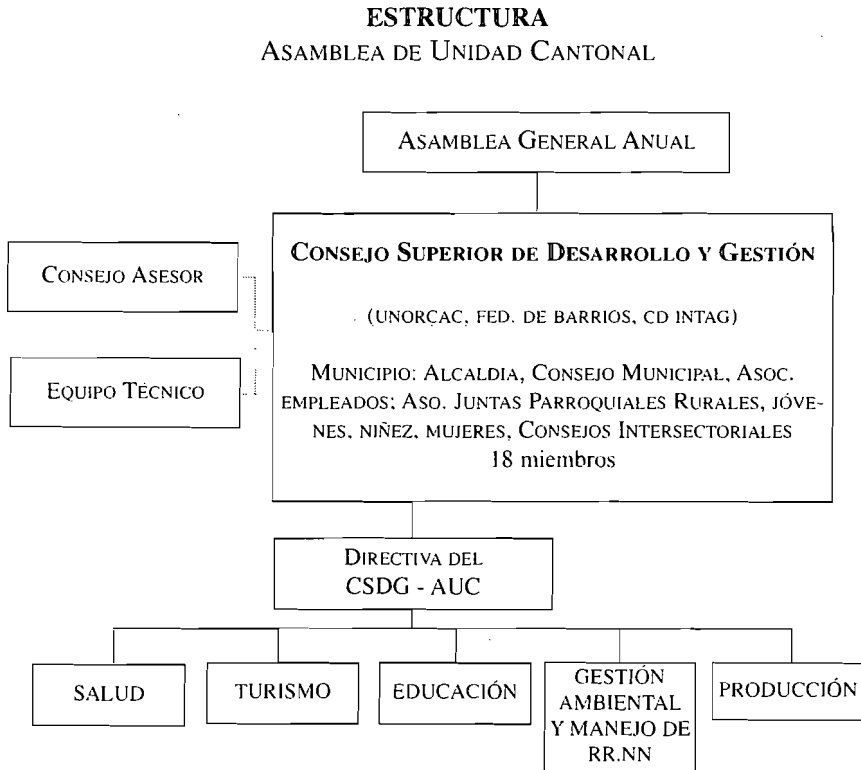 ESTRUCTURA
ASAMBLEA DE UNIDAD CANTONAL
ASAMBLEA GENERAL ANUAL
CONSEJO SUPERIOR DE DESARROLLO Y GESTIÓN
(UNORCAC, FED. DE BARRIOS, CD INTAG)
MUNICIPIO: ALCALDIA, CONSEJO MUNICIPAL, ASOC.
EMPLEADOS; ASO. JUNTAS PARROQUIALES RURALES, JÓVE-
NES, NIÑEZ, MUJERES, CONSEJOS INTERSECTORIALES
18 miembros
CONSEJO ASESOR
EQUIPO TÉCNICO
DIRECTIVA DEL
CSDG - AUC
SALUD
TURISMO
EDUCACIÓN
GESTIÓN
AMBIENTAL
Y MANEJO DE
RR.NN
PRODUCCIÓN